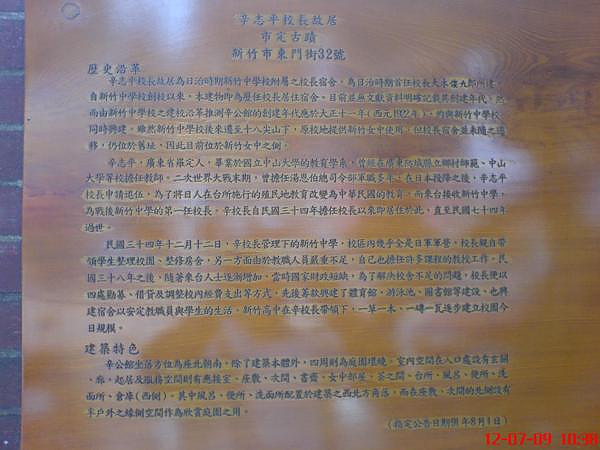 辛志平校長故居
市定古蹟
新竹市東門街32號
歷史沿革
辛志平校長故居為日治時期新竹中學校附屬之校長宿舍，為日治時期首任校長大木俊九郎所建，
自新竹中學校創校以來，本建物即為歷任校長居住宿舍。目前並無文獻資料明確記載其創建年代，然
而由新竹中學校之建校沿革推測辛公館的創建年代應於大正十一年(西元1922年)，約與新竹中學校
同時興建。雖然新竹中學校後來遷至十八尖山下，原校地提供新竹女中使用，但校長宿舍並未隨之遷
移，仍位於舊址，因此目前位於新竹女中之側。
辛志平，廣東省羅定人，畢業於國立中山大學的教育學系，曾經在廣東防城縣立鄉村師範、中山
大學等校擔任教師。二次世界大戰末期，曾擔任湯恩伯總司令部軍職多年。在日本投降之後，辛志平
校長申請退伍，為了將日人在台所施行的殖民地教育改變為中華民國的教育，而來台接收新竹中學，
為戰後新竹中學的第一任校長。辛校長自民國三十四年擔任校長以來即居住於此，直至民國七十四年
過世。
民國三十四年十二月十二日，辛校長管理下的新竹中學，校區內幾乎全是日軍軍營，校長親自帶
領學生整理校園、整修房舍，另一方面由於教職人員嚴重不足，自己也擔任許多課程的教授工作。民
國三十八年之後，隨著來台人士逐漸增加，當時國家財政短缺，為了解決校舍不足的問題，校長便以
四處勸募、借貸及調整校內經費支出等方式，先後籌款興建了體育館、游泳池、圖書館等建設，也興
建宿舍以安定教職員與學生的生活。新竹高中在辛校長帶領下，一草一木、一磚一瓦逐步建立校園今
日規模。
建築特色
辛公館坐落方位為座北朝南，除了建築本體外，四周則為庭園環繞。室內空間在入口處設有玄關
、廊，起居及服務空間則有應接室、座敷、次間、書齋、女中部屋、茶之間、台所、風呂、便所、洗
面所、倉庫(西側)。其中風呂、便所、洗面所配置於建築之西北方角落，而在座敷、次間的北側設有
半戶外之緣側空間作為欣賞庭園之用。
(指定公告日期91年8月1日)
12-07-09 10:38